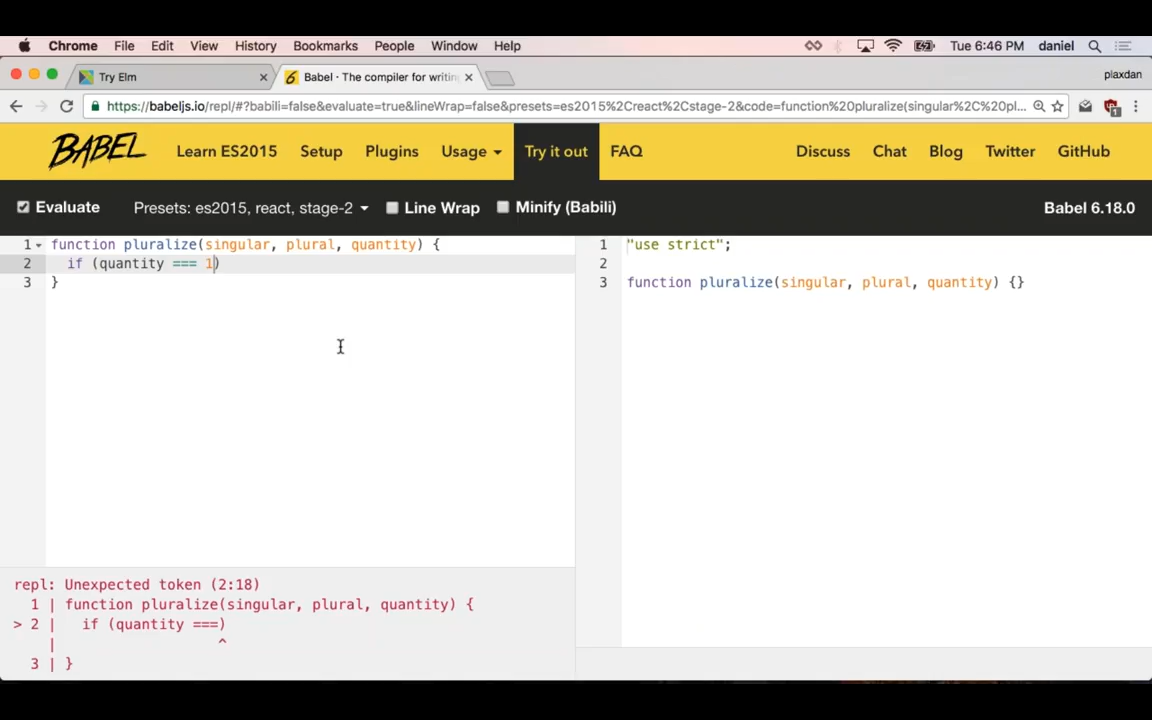 Chrome File Edit View History Bookmarks People Window Help Tue 6:46 PM daniel
Try Elm Babel · The compiler for writin plaxdan
https://babeljs.io/repl/#?babili=false&evaluate=true&lineWrap=false&presets=es2015%2Creact%2Cstage-2&code=function%20pluralize(singular%2C%20pl...
BABEL Learn ES2015 Setup Plugins Usage Try it out FAQ Discuss Chat Blog Twitter GitHub
Evaluate Presets: es2015, react, stage-2 Line Wrap Minify (Babili) Babel 6.18.0
1 function pluralize(singular, plural, quantity) {
2 if (quantity === 1)
3 }
1 "use strict";
2
3 function pluralize(singular, plural, quantity) {}
repl: Unexpected token (2:18)
1 | function pluralize(singular, plural, quantity) {
> 2 | if (quantity ===)
| ^
3 | }